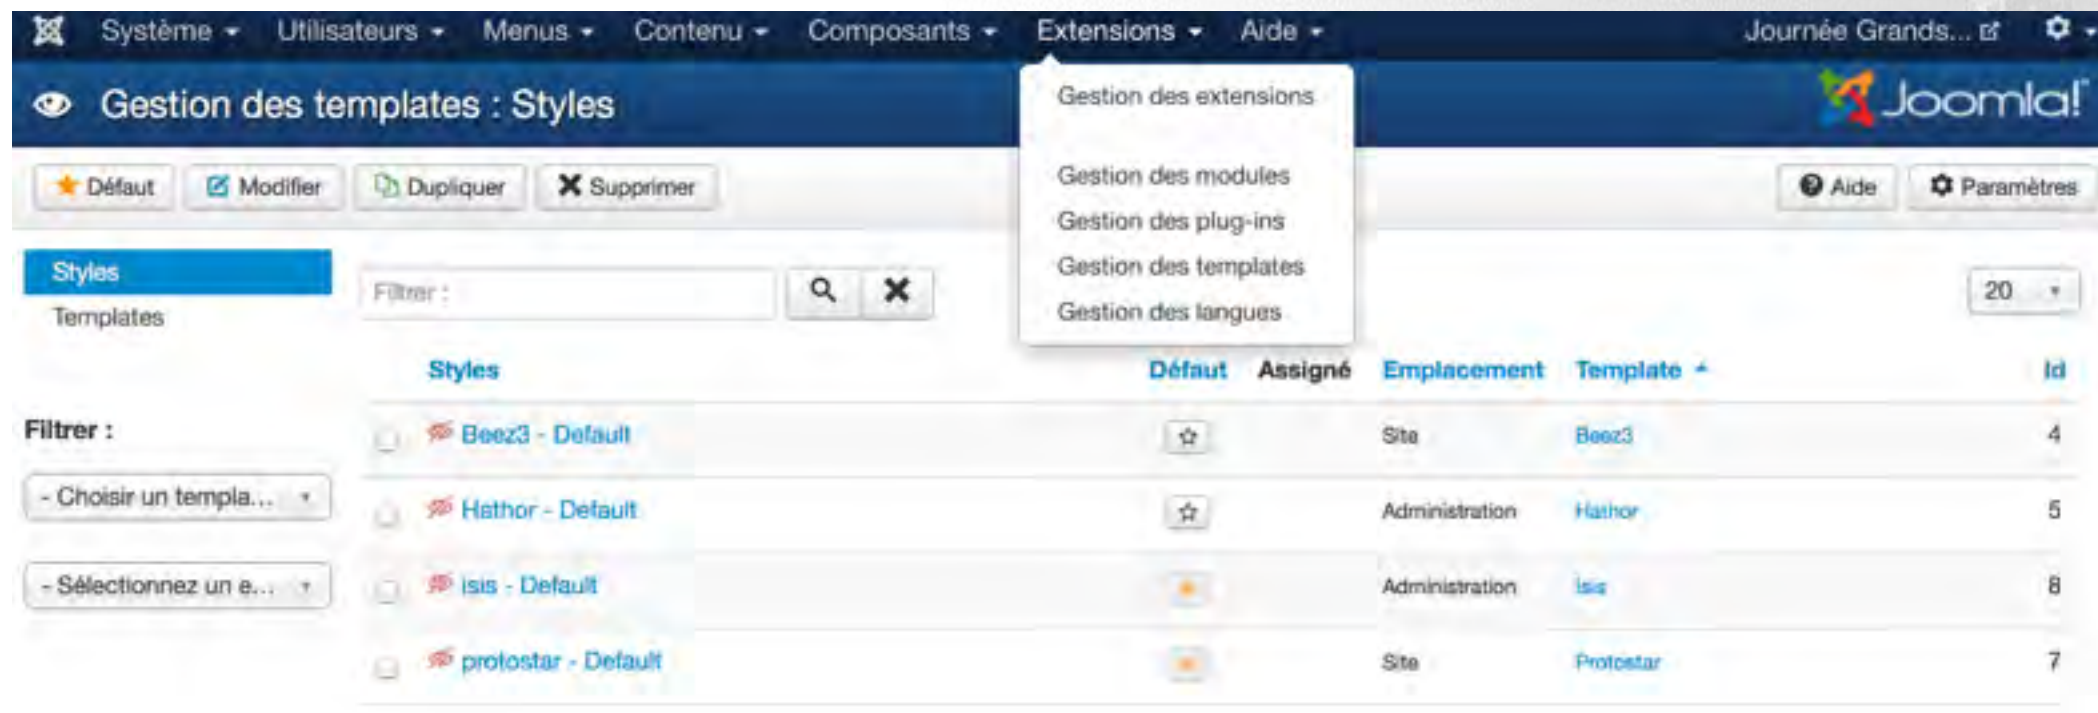 Système Utilisateurs Menus Contenu Composants Extensions Aide Journée Grands...
Gestion des templates : Styles
Joomla!
Gestion des extensions
Gestion des modules
Gestion des plug-ins
Gestion des templates
Gestion des langues
Défaut Modifier Dupliquer Supprimer Aide Paramètres
Styles
Templates
Filtrer :
20
Styles Défaut Assigné Emplacement Template Id
Filtrer :
- Choisir un templa...
- Sélectionnez un e...
Beez3 - Default Site Beez3 4
Hathor - Default Administration Hathor 5
isis - Default Administration Isis 8
protostar - Default Site Protostar 7